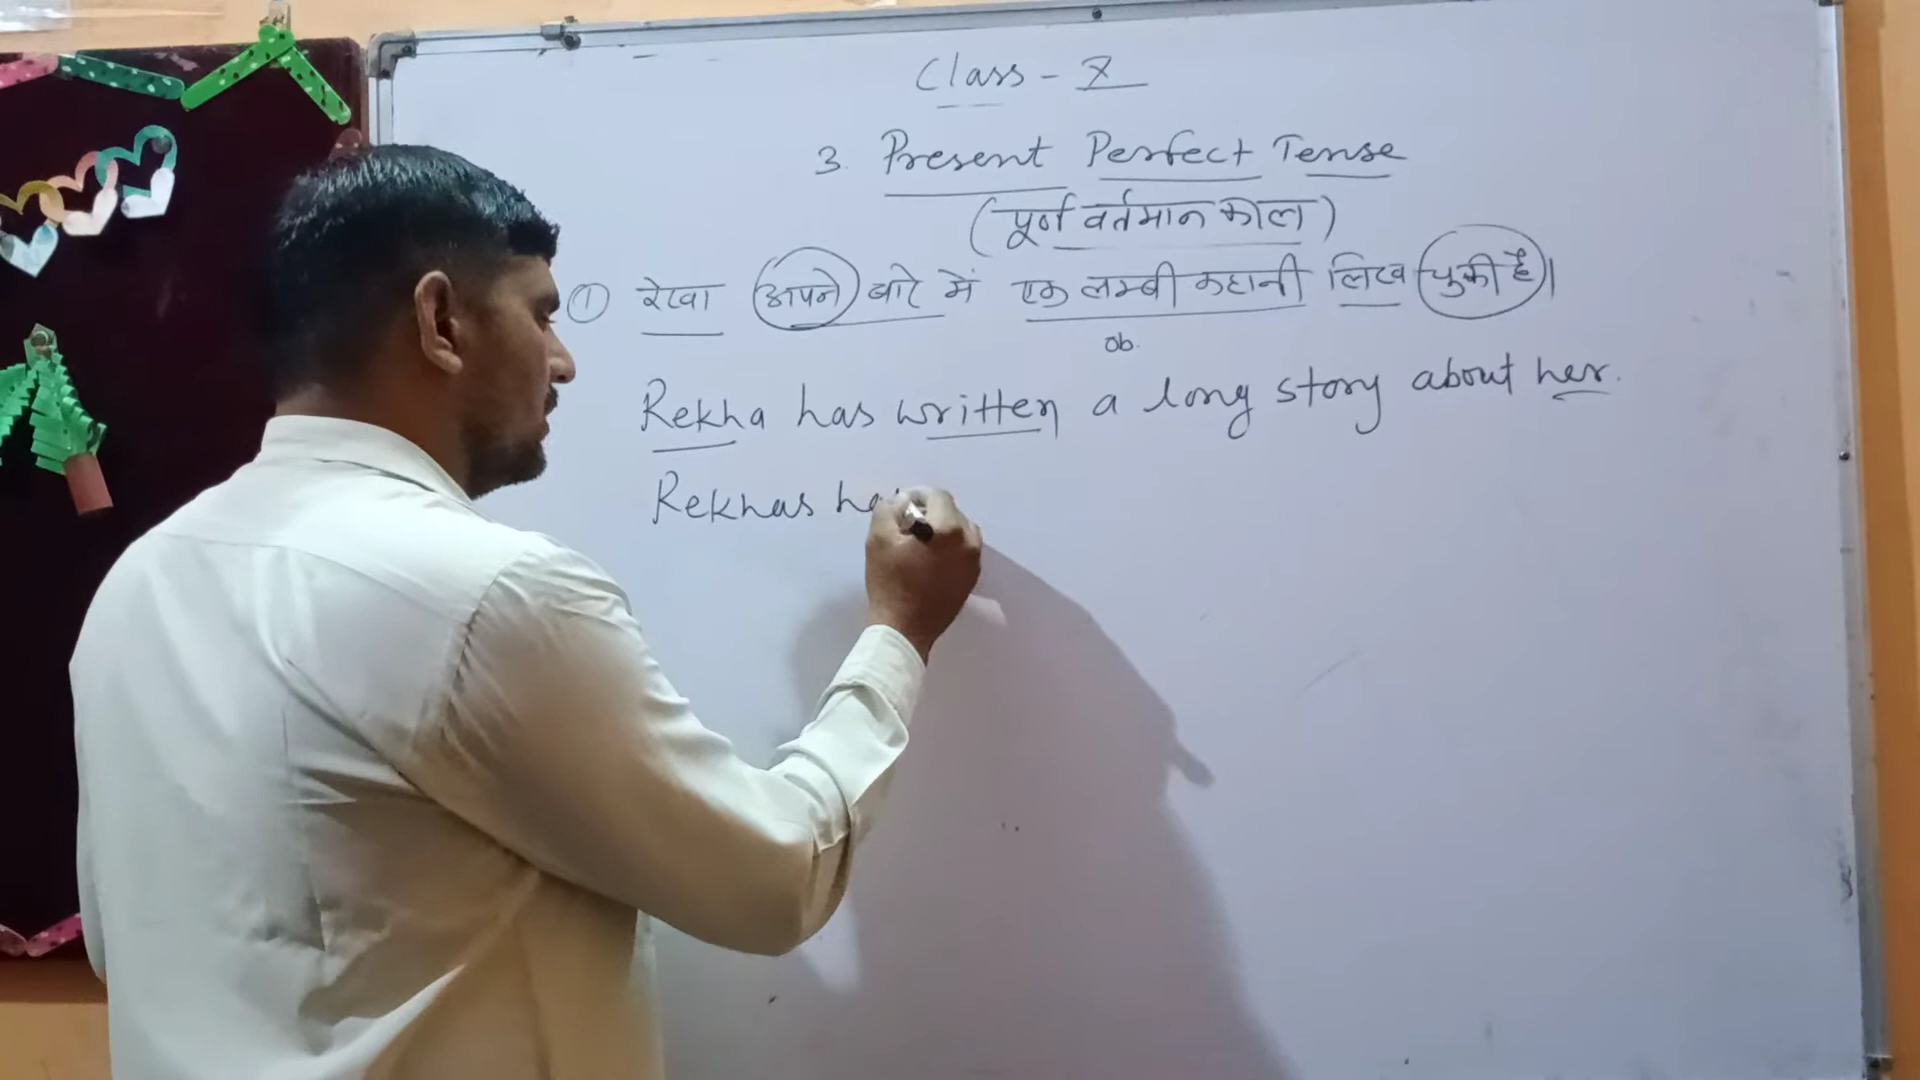 Class - X
3. Present Perfect Tense
(पूर्ण वर्तमान काल)
① रेखा अपने बारे में एक लम्बी कहानी लिख चुकी है।
ob.
Rekha has written a long story about her.
Rekhas ha